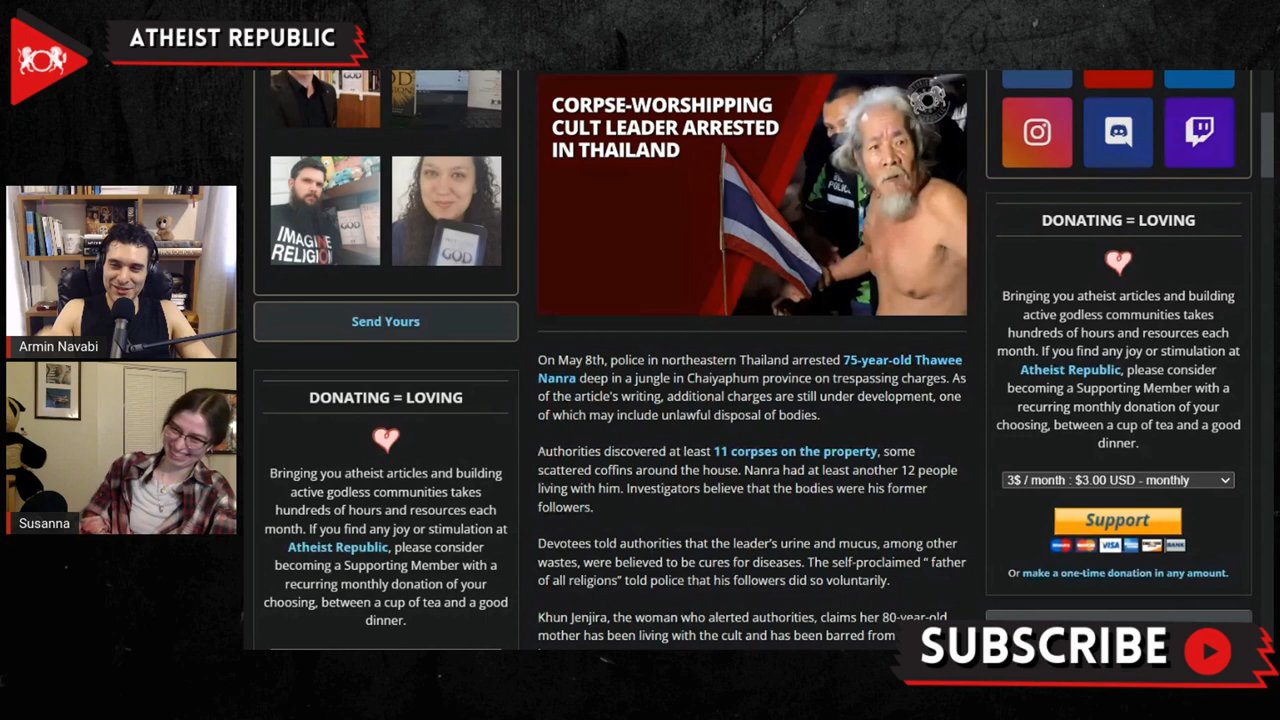 ATHEIST REPUBLIC
Armin Navabi
Susanna
IMAGINE
RELIGION
GOD
Send Yours
DONATING = LOVING
Bringing you atheist articles and building
active godless communities takes
hundreds of hours and resources each
month. If you find any joy or stimulation at
Atheist Republic, please consider
becoming a Supporting Member with a
recurring monthly donation of your
choosing, between a cup of tea and a good
dinner.
CORPSE-WORSHIPPING
CULT LEADER ARRESTED
IN THAILAND
POLICE
On May 8th, police in northeastern Thailand arrested 75-year-old Thawee
Nanra deep in a jungle in Chaiyaphum province on trespassing charges. As
of the article's writing, additional charges are still under development, one
of which may include unlawful disposal of bodies.
Authorities discovered at least 11 corpses on the property, some
scattered coffins around the house. Nanra had at least another 12 people
living with him. Investigators believe that the bodies were his former
followers.
Devotees told authorities that the leader's urine and mucus, among other
wastes, were believed to be cures for diseases. The self-proclaimed “ father
of all religions” told police that his followers did so voluntarily.
Khun Jenjira, the woman who alerted authorities, claims her 80-year-old
mother has been living with the cult and has been barred from
DONATING = LOVING
Bringing you atheist articles and building
active godless communities takes
hundreds of hours and resources each
month. If you find any joy or stimulation at
Atheist Republic, please consider
becoming a Supporting Member with a
recurring monthly donation of your
choosing, between a cup of tea and a good
dinner.
3$ / month : $3.00 USD - monthly
Support
VISA
BANK
Or make a one-time donation in any amount.
SUBSCRIBE